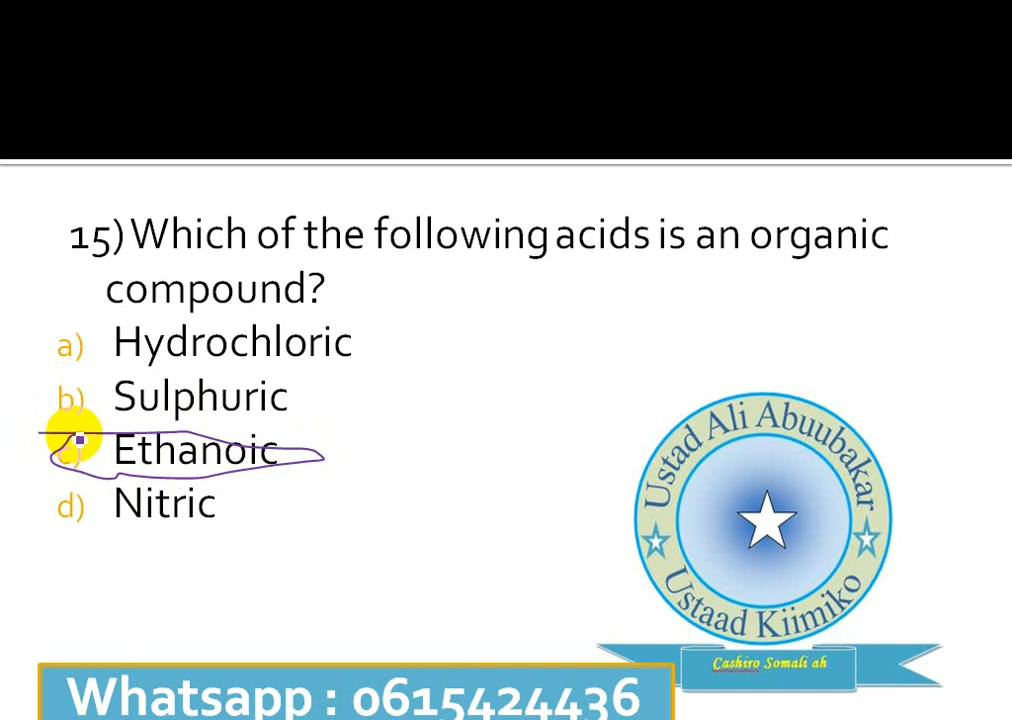 15) Which of the following acids is an organic
compound?
a) Hydrochloric
b) Sulphuric
c) Ethanoic
d) Nitric
Ustad Ali Abuubakar
Ustaad Kiimiko
Cashiro Somali ah
Whatsapp : 0615424436